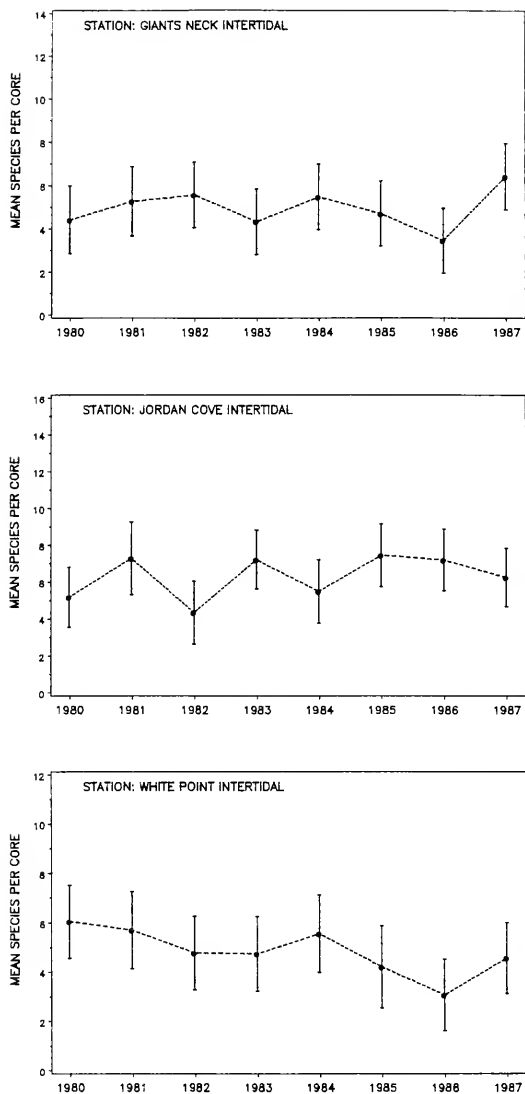 STATION: GIANTS NECK INTERTIDAL
MEAN SPECIES PER CORE
14
12
10
8
6
4
2
0
1980 1981 1982 1983 1984 1985 1986 1987
STATION: JORDAN COVE INTERTIDAL
MEAN SPECIES PER CORE
16
14
12
10
8
6
4
2
0
1980 1981 1982 1983 1984 1985 1986 1987
STATION: WHITE POINT INTERTIDAL
MEAN SPECIES PER CORE
12
10
8
6
4
2
0
1980 1981 1982 1983 1984 1985 1986 1987